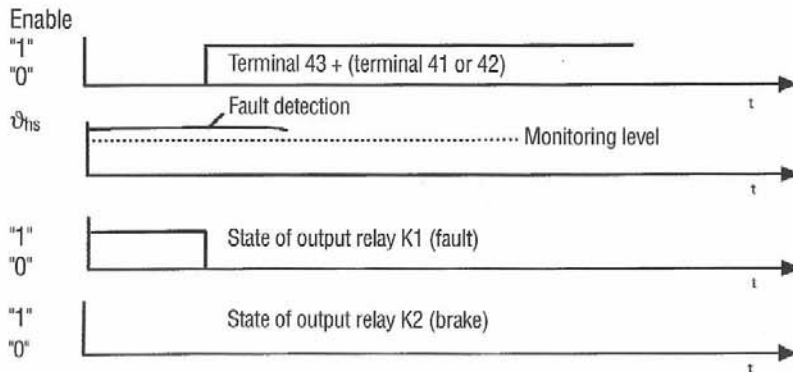 Enable
"1"
"0"
Terminal 43 + (terminal 41 or 42)
t
Fault detection
ϑhs
Monitoring level
t
"1"
"0"
State of output relay K1 (fault)
t
"1"
"0"
State of output relay K2 (brake)
t